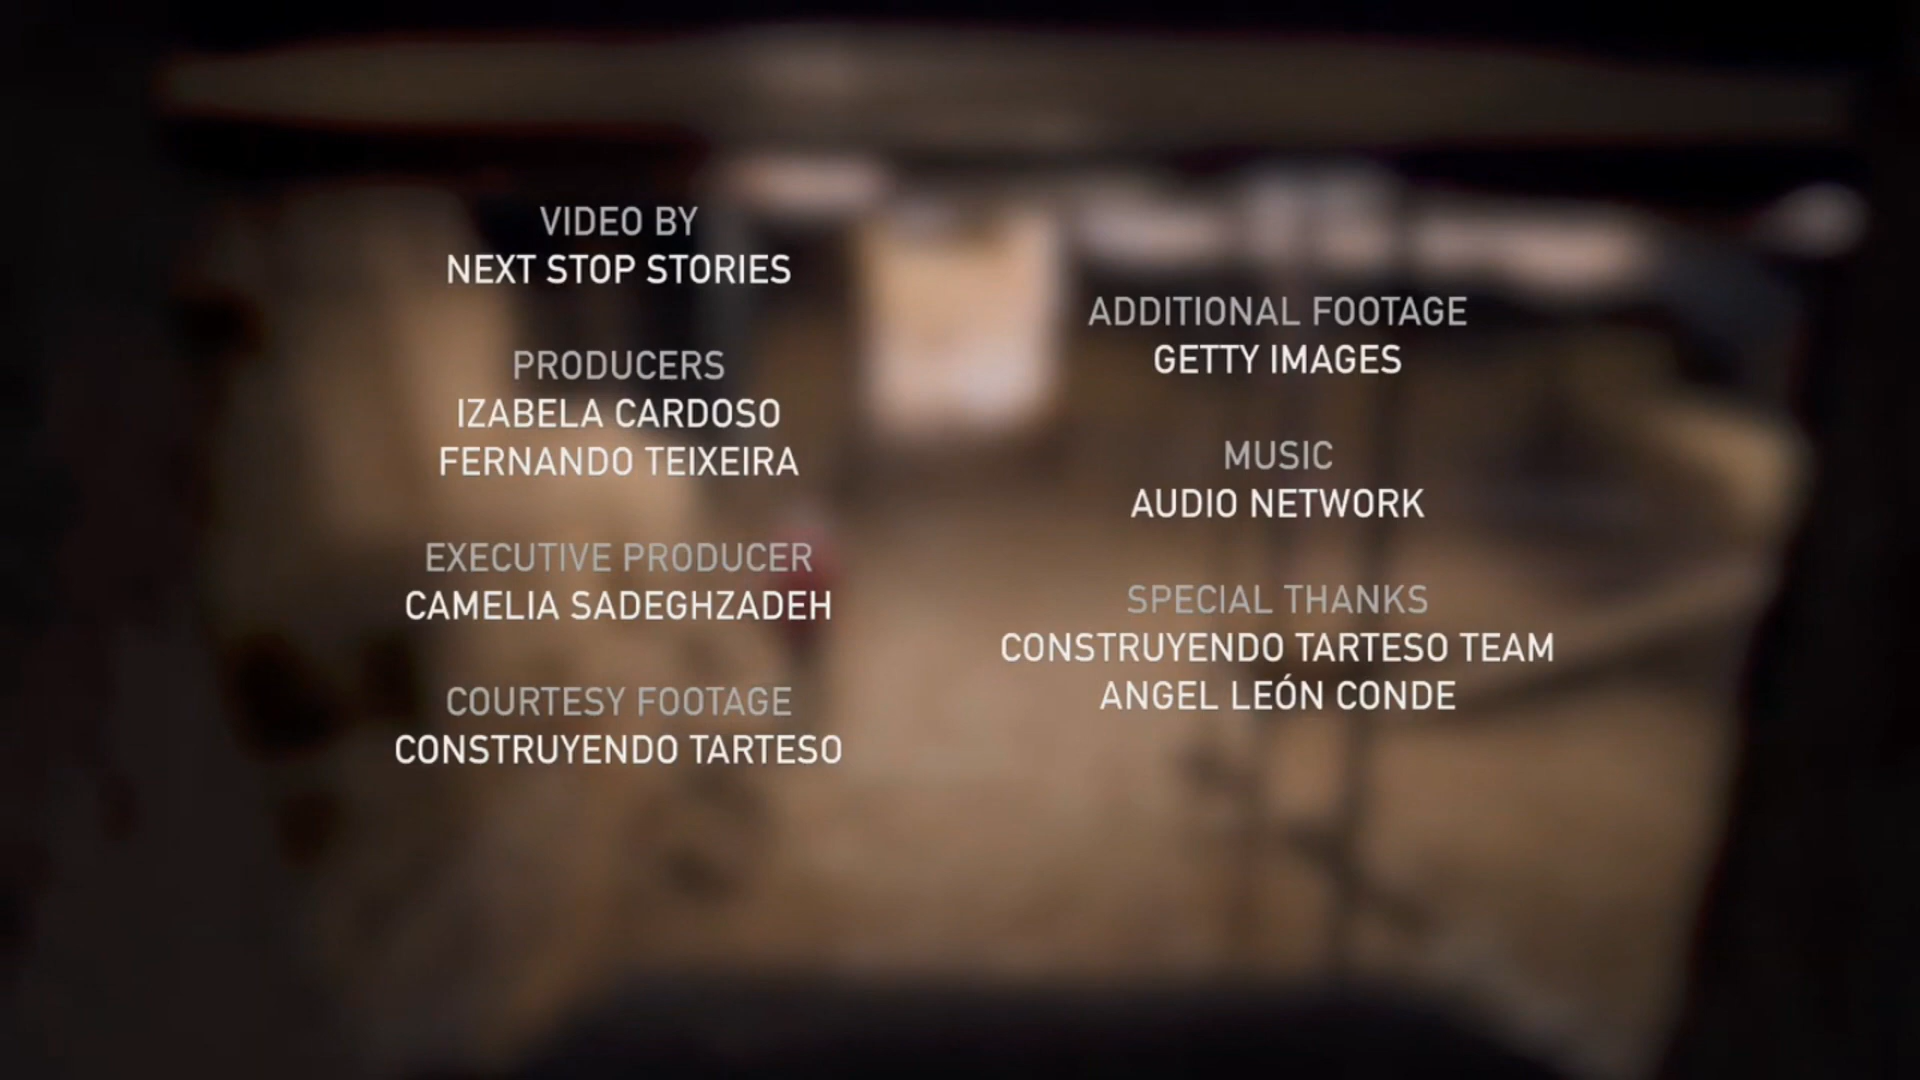 VIDEO BY
NEXT STOP STORIES
PRODUCERS
IZABELA CARDOSO
FERNANDO TEIXEIRA
EXECUTIVE PRODUCER
CAMELIA SADEGHZADEH
COURTESY FOOTAGE
CONSTRUYENDO TARTESO
ADDITIONAL FOOTAGE
GETTY IMAGES
MUSIC
AUDIO NETWORK
SPECIAL THANKS
CONSTRUYENDO TARTESO TEAM
ANGEL LEÓN CONDE